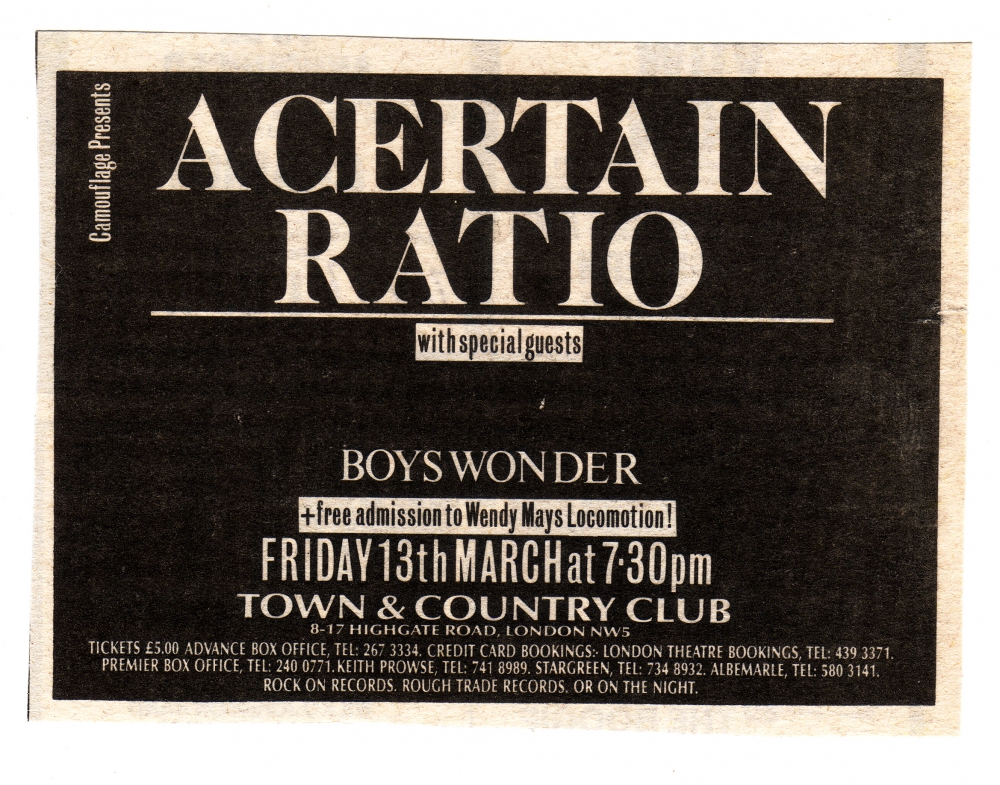 Camouflage Presents
A CERTAIN
RATIO
with special guests
BOYS WONDER
+free admission to Wendy Mays Locomotion!
FRIDAY 13th MARCH at 7·30pm
TOWN & COUNTRY CLUB
8-17 HIGHGATE ROAD, LONDON NW5
TICKETS £5.00 ADVANCE BOX OFFICE, TEL: 267 3334. CREDIT CARD BOOKINGS:- LONDON THEATRE BOOKINGS, TEL: 439 3371.
PREMIER BOX OFFICE, TEL: 240 0771. KEITH PROWSE, TEL: 741 8989. STARGREEN, TEL: 734 8932. ALBEMARLE, TEL: 580 3141.
ROCK ON RECORDS. ROUGH TRADE RECORDS. OR ON THE NIGHT.